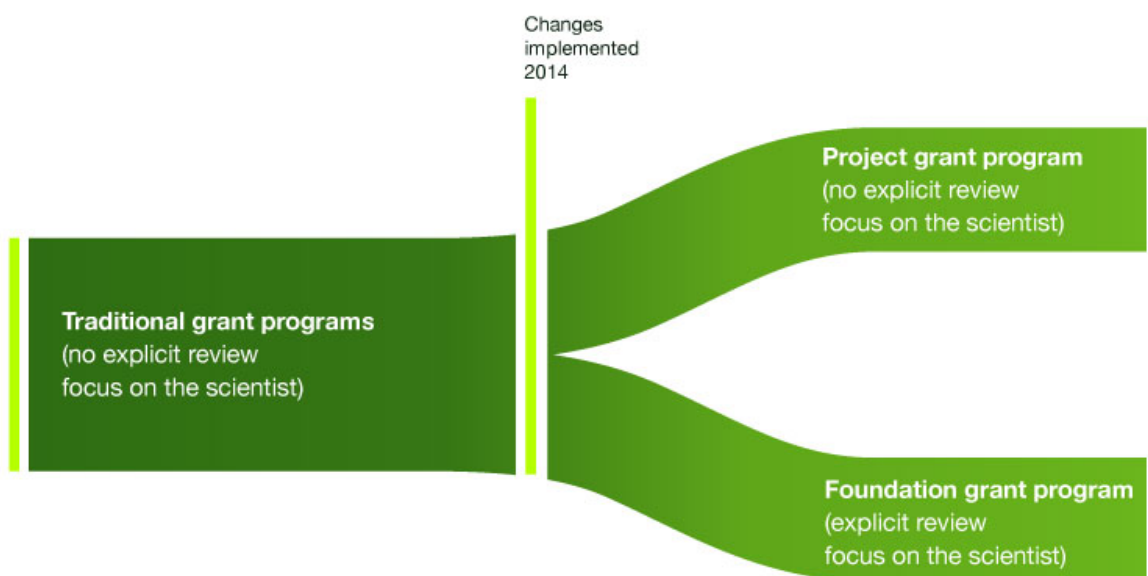 Changes
implemented
2014
Traditional grant programs
(no explicit review
focus on the scientist)
Project grant program
(no explicit review
focus on the scientist)
Foundation grant program
(explicit review
focus on the scientist)